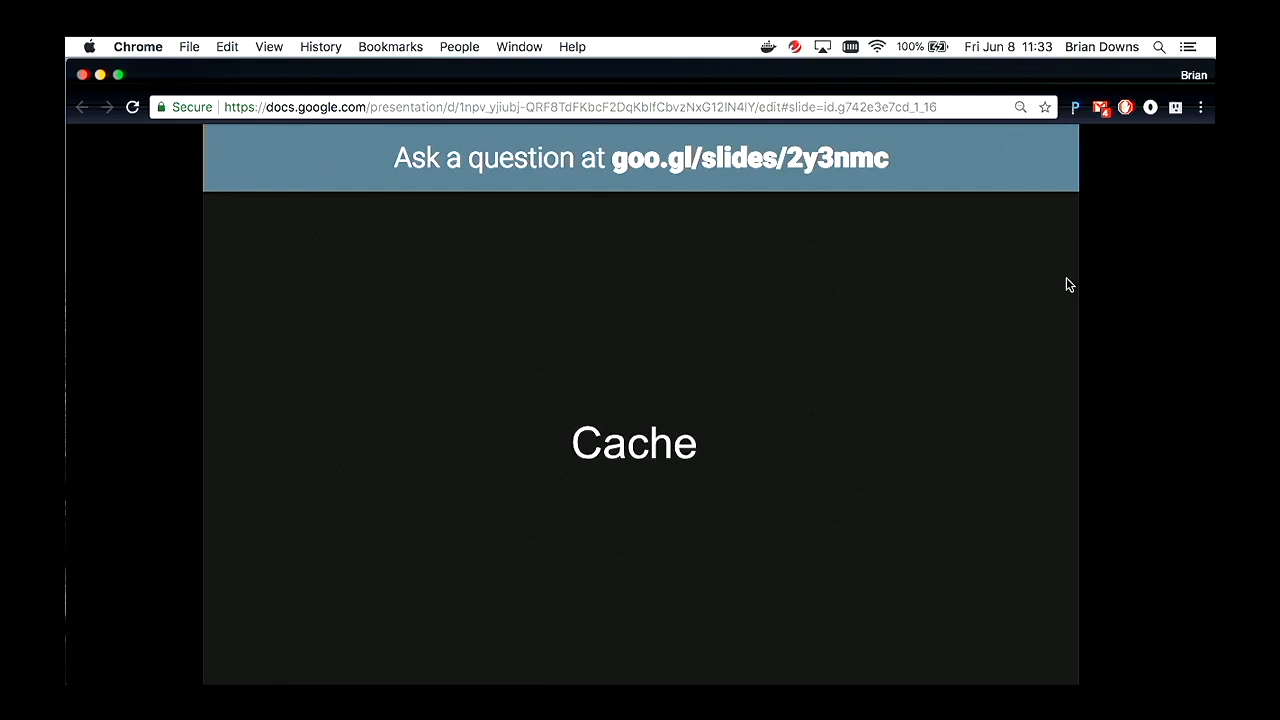 Chrome File Edit View History Bookmarks People Window Help 100% Fri Jun 8 11:33 Brian Downs
Brian
Secure https://docs.google.com/presentation/d/1npv_yjiubj-QRF8TdFKbcF2DqKbIfCbvzNxG12IN4IY/edit#slide=id.g742e3e7cd_1_16
Ask a question at goo.gl/slides/2y3nmc
Cache